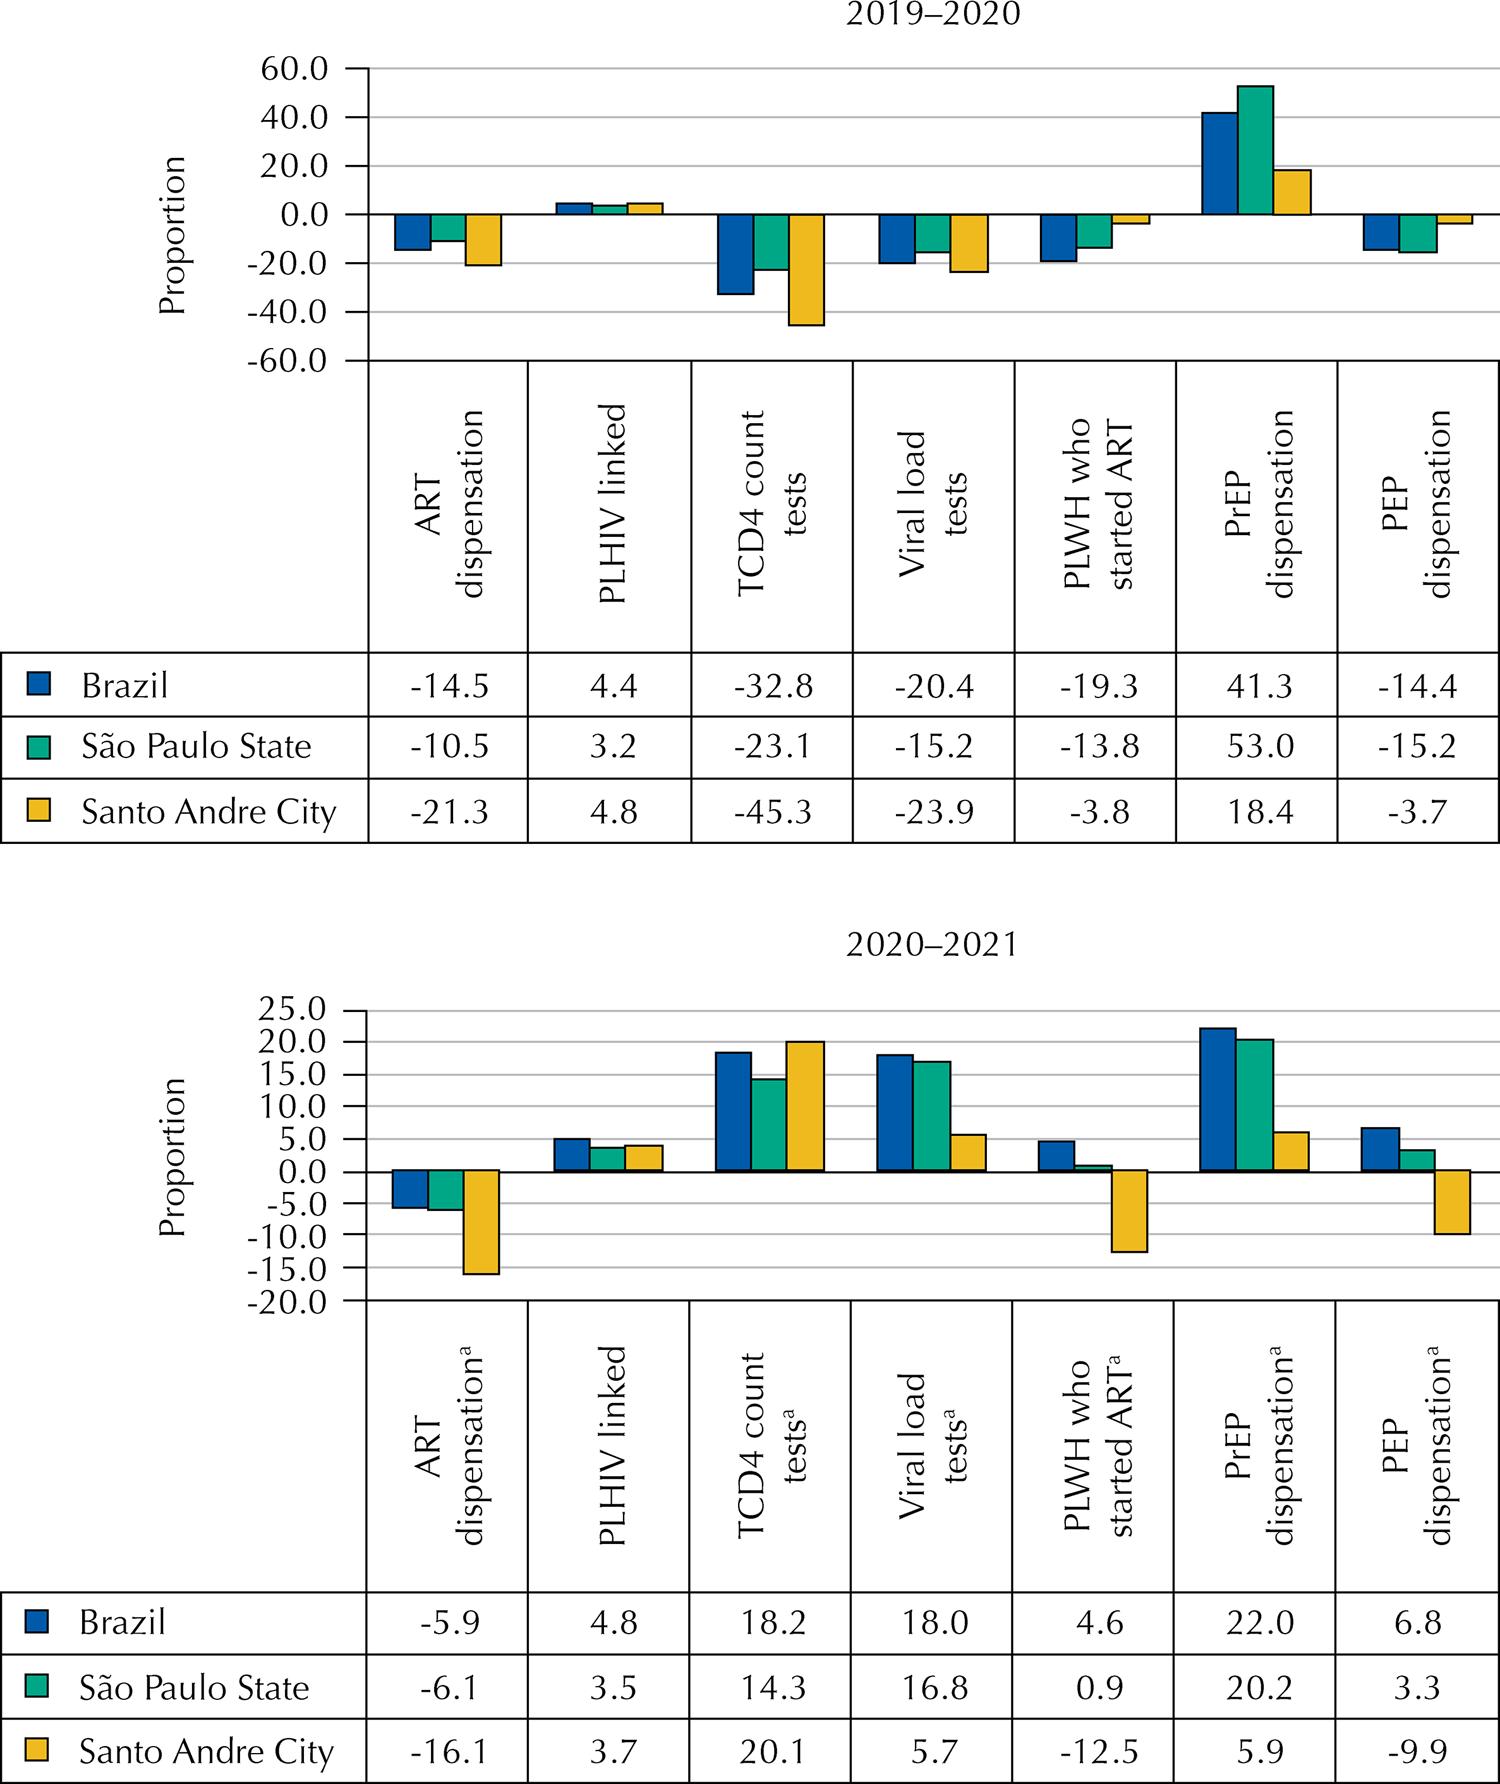 2019–2020
60.0
40.0
20.0
0.0
-20.0
-40.0
-60.0
Proportion
ART
dispensation
PLHIV linked
TCD4 count
tests
Viral load
tests
PLWH who
started ART
PrEP
dispensation
PEP
dispensation
Brazil -14.5 4.4 -32.8 -20.4 -19.3 41.3 -14.4
São Paulo State -10.5 3.2 -23.1 -15.2 -13.8 53.0 -15.2
Santo Andre City -21.3 4.8 -45.3 -23.9 -3.8 18.4 -3.7
2020–2021
25.0
20.0
15.0
10.0
5.0
0.0
-5.0
-10.0
-15.0
-20.0
Proportion
ART
dispensationᵃ
PLHIV linked
TCD4 count
testsᵃ
Viral load
testsᵃ
PLWH who
started ARTᵃ
PrEP
dispensationᵃ
PEP
dispensationᵃ
Brazil -5.9 4.8 18.2 18.0 4.6 22.0 6.8
São Paulo State -6.1 3.5 14.3 16.8 0.9 20.2 3.3
Santo Andre City -16.1 3.7 20.1 5.7 -12.5 5.9 -9.9